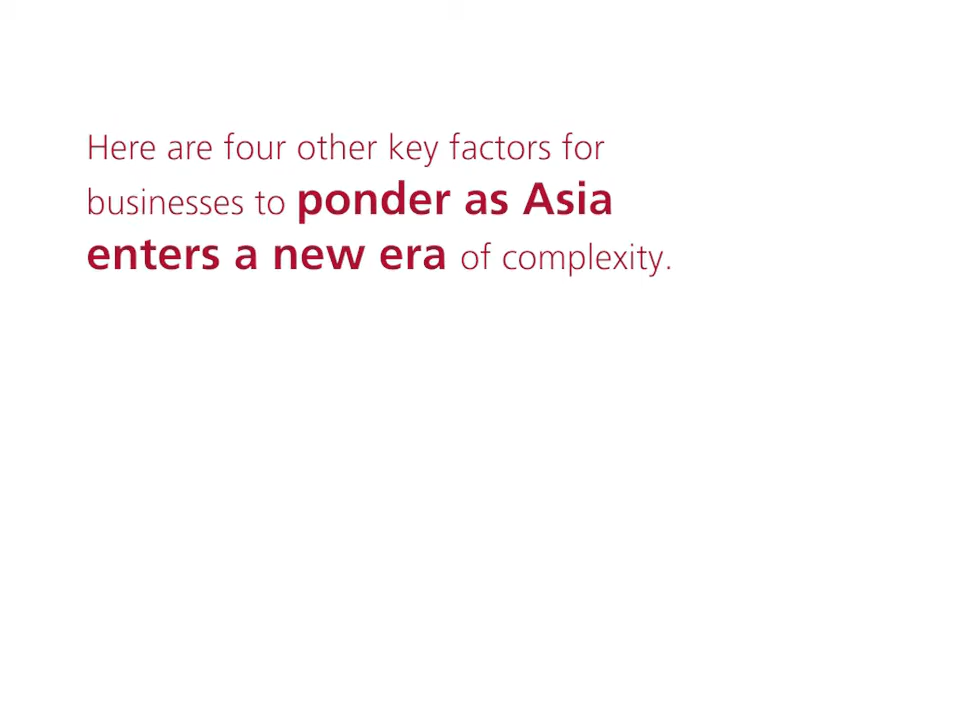 Here are four other key factors for
businesses to ponder as Asia
enters a new era of complexity.